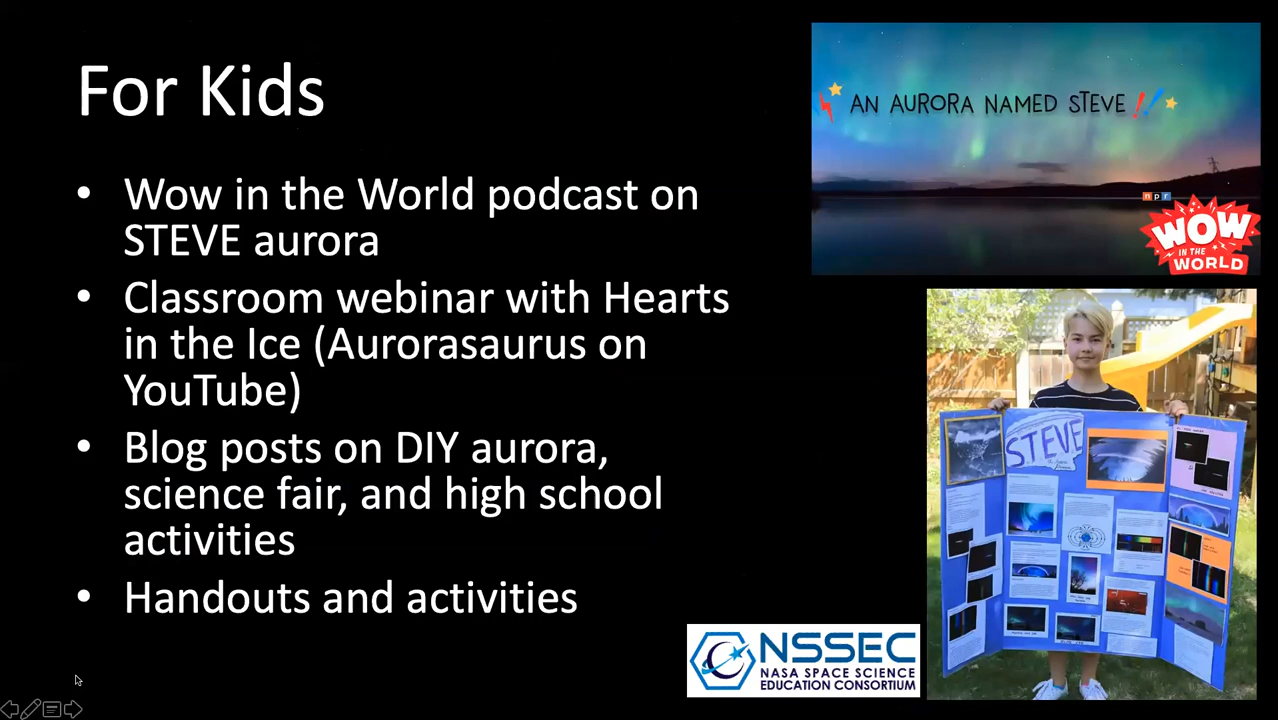 For Kids
• Wow in the World podcast on
STEVE aurora
• Classroom webinar with Hearts
in the Ice (Aurorasaurus on
YouTube)
• Blog posts on DIY aurora,
science fair, and high school
activities
• Handouts and activities
AN AURORA NAMED STEVE!!
npr
WOW
IN THE
WORLD
STEVE
NSSEC
NASA SPACE SCIENCE
EDUCATION CONSORTIUM